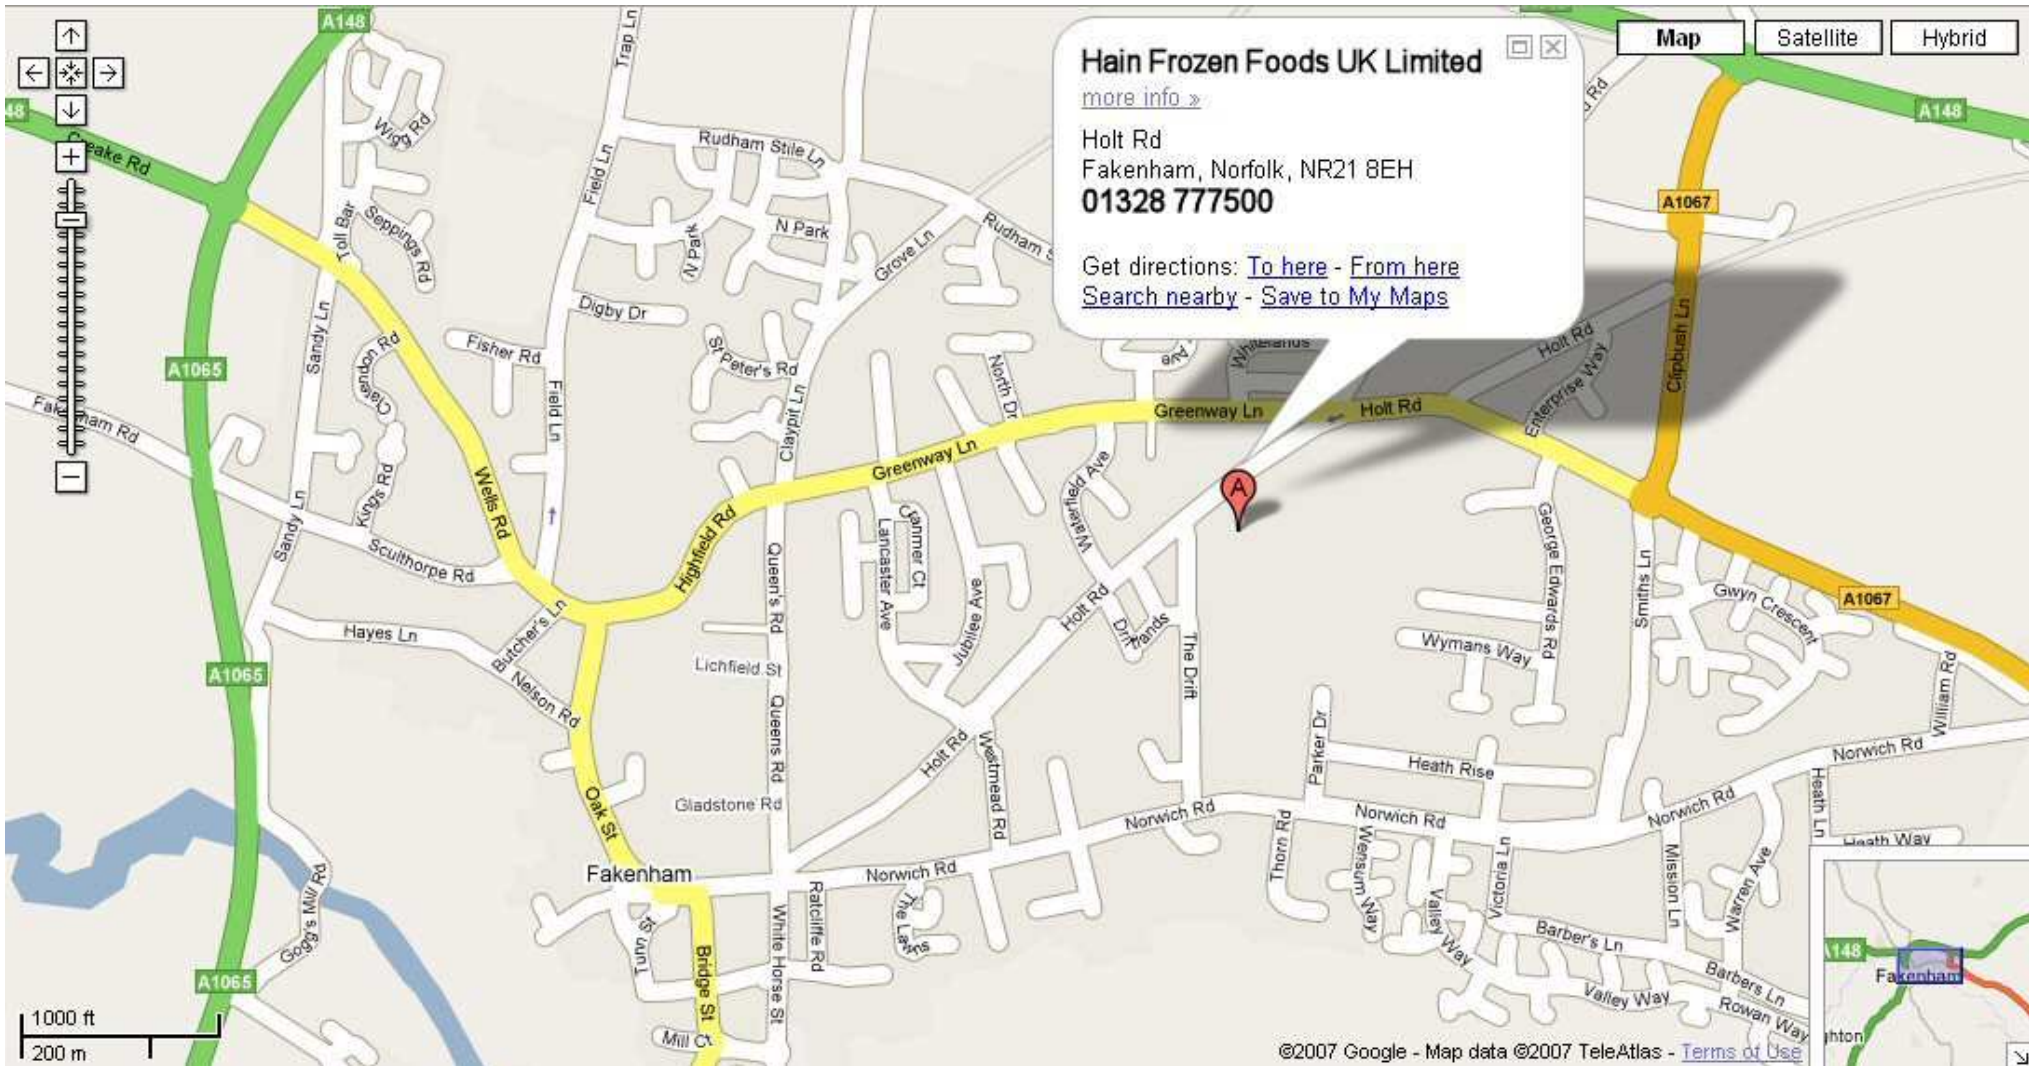 A148
Map
Satellite
Hybrid
Hain Frozen Foods UK Limited
more info »
Holt Rd
Fakenham, Norfolk, NR21 8EH
01328 777500
Get directions: To here - From here
Search nearby - Save to My Maps
Trap Ln
A148
Wigg Rd
Rudham Stile Ln
Field Ln
A1067
Toll Bar
Seppings Rd
N Park
N Park
Grove Ln
Digby Dr
Sandy Ln
Clarendon Rd
Fisher Rd
St Peter's Rd
A1065
Field Ln
Claypit Ln
North Dr
Ave
Whitelands
Holt Rd
Enterprise Way
Clipbush Ln
Greenway Ln
Holt Rd
Greenway Ln
A
Kings Rd
Wells Rd
Highfield Rd
Waterfield Ave
Sandy Ln
Sculthorpe Rd
Queen's Rd
Lancaster Ave
Jubilee Ave
Holt Rd
The Drift
George Edwards Rd
Smiths Ln
Gwyn Crescent
A1067
Hayes Ln
Butcher's Ln
Wymans Way
Lichfield St
A1065
Nelson Rd
Queens Rd
William Rd
Holt Rd
Westmead Rd
Parker Dr
Heath Rise
Norwich Rd
Gladstone Rd
Oak St
Norwich Rd
Norwich Rd
Norwich Rd
Heath Ln
Heath Way
Fakenham
Norwich Rd
Thorn Rd
Wensum Way
Victoria Ln
Mission Ln
Warren Ave
Gogg's Mill Rd
Tunn St
Ratcliffe Rd
White Horse St
Valley Way
Barber's Ln
Barbers Ln
Bridge St
A1065
Valley Way
Rowan Way
Mill Ct
A148
Fakenham
1000 ft
200 m
©2007 Google - Map data ©2007 TeleAtlas - Terms of Use